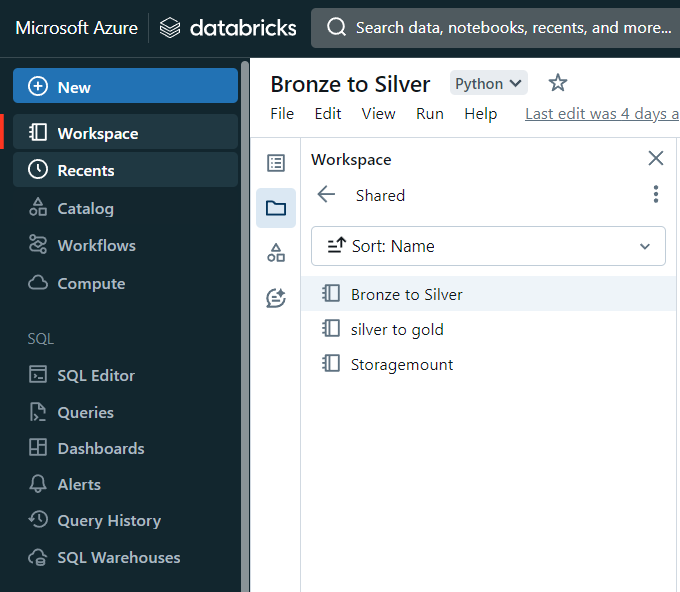 Microsoft Azure
databricks
Search data, notebooks, recents, and more...
New
Workspace
Recents
Catalog
Workflows
Compute
SQL
SQL Editor
Queries
Dashboards
Alerts
Query History
SQL Warehouses
Bronze to Silver
Python
File Edit View Run Help Last edit was 4 days a
Workspace
Shared
Sort: Name
Bronze to Silver
silver to gold
Storagemount